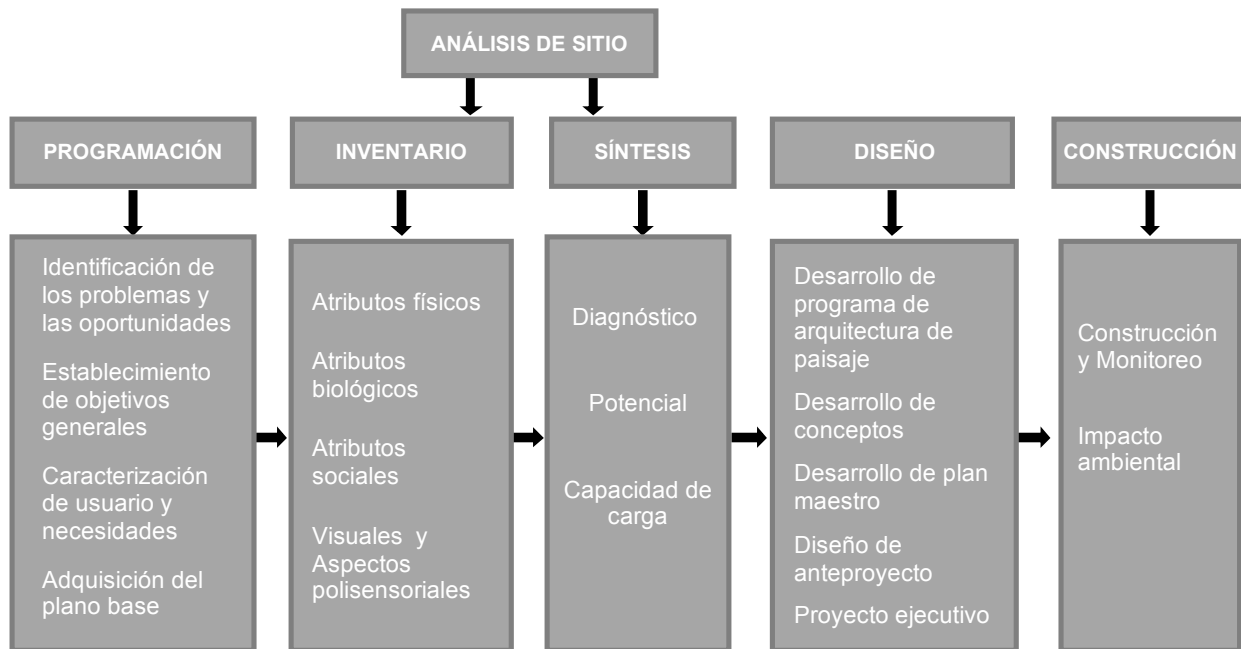 ANÁLISIS DE SITIO
PROGRAMACIÓN
INVENTARIO
SÍNTESIS
DISEÑO
CONSTRUCCIÓN
Identificación de
los problemas y
las oportunidades
Establecimiento
de objetivos
generales
Caracterización
de usuario y
necesidades
Adquisición del
plano base
Atributos físicos
Atributos
biológicos
Atributos
sociales
Visuales y
Aspectos
polisensoriales
Diagnóstico
Potencial
Capacidad de
carga
Desarrollo de
programa de
arquitectura de
paisaje
Desarrollo de
conceptos
Desarrollo de plan
maestro
Diseño de
anteproyecto
Proyecto ejecutivo
Construcción
y Monitoreo
Impacto
ambiental